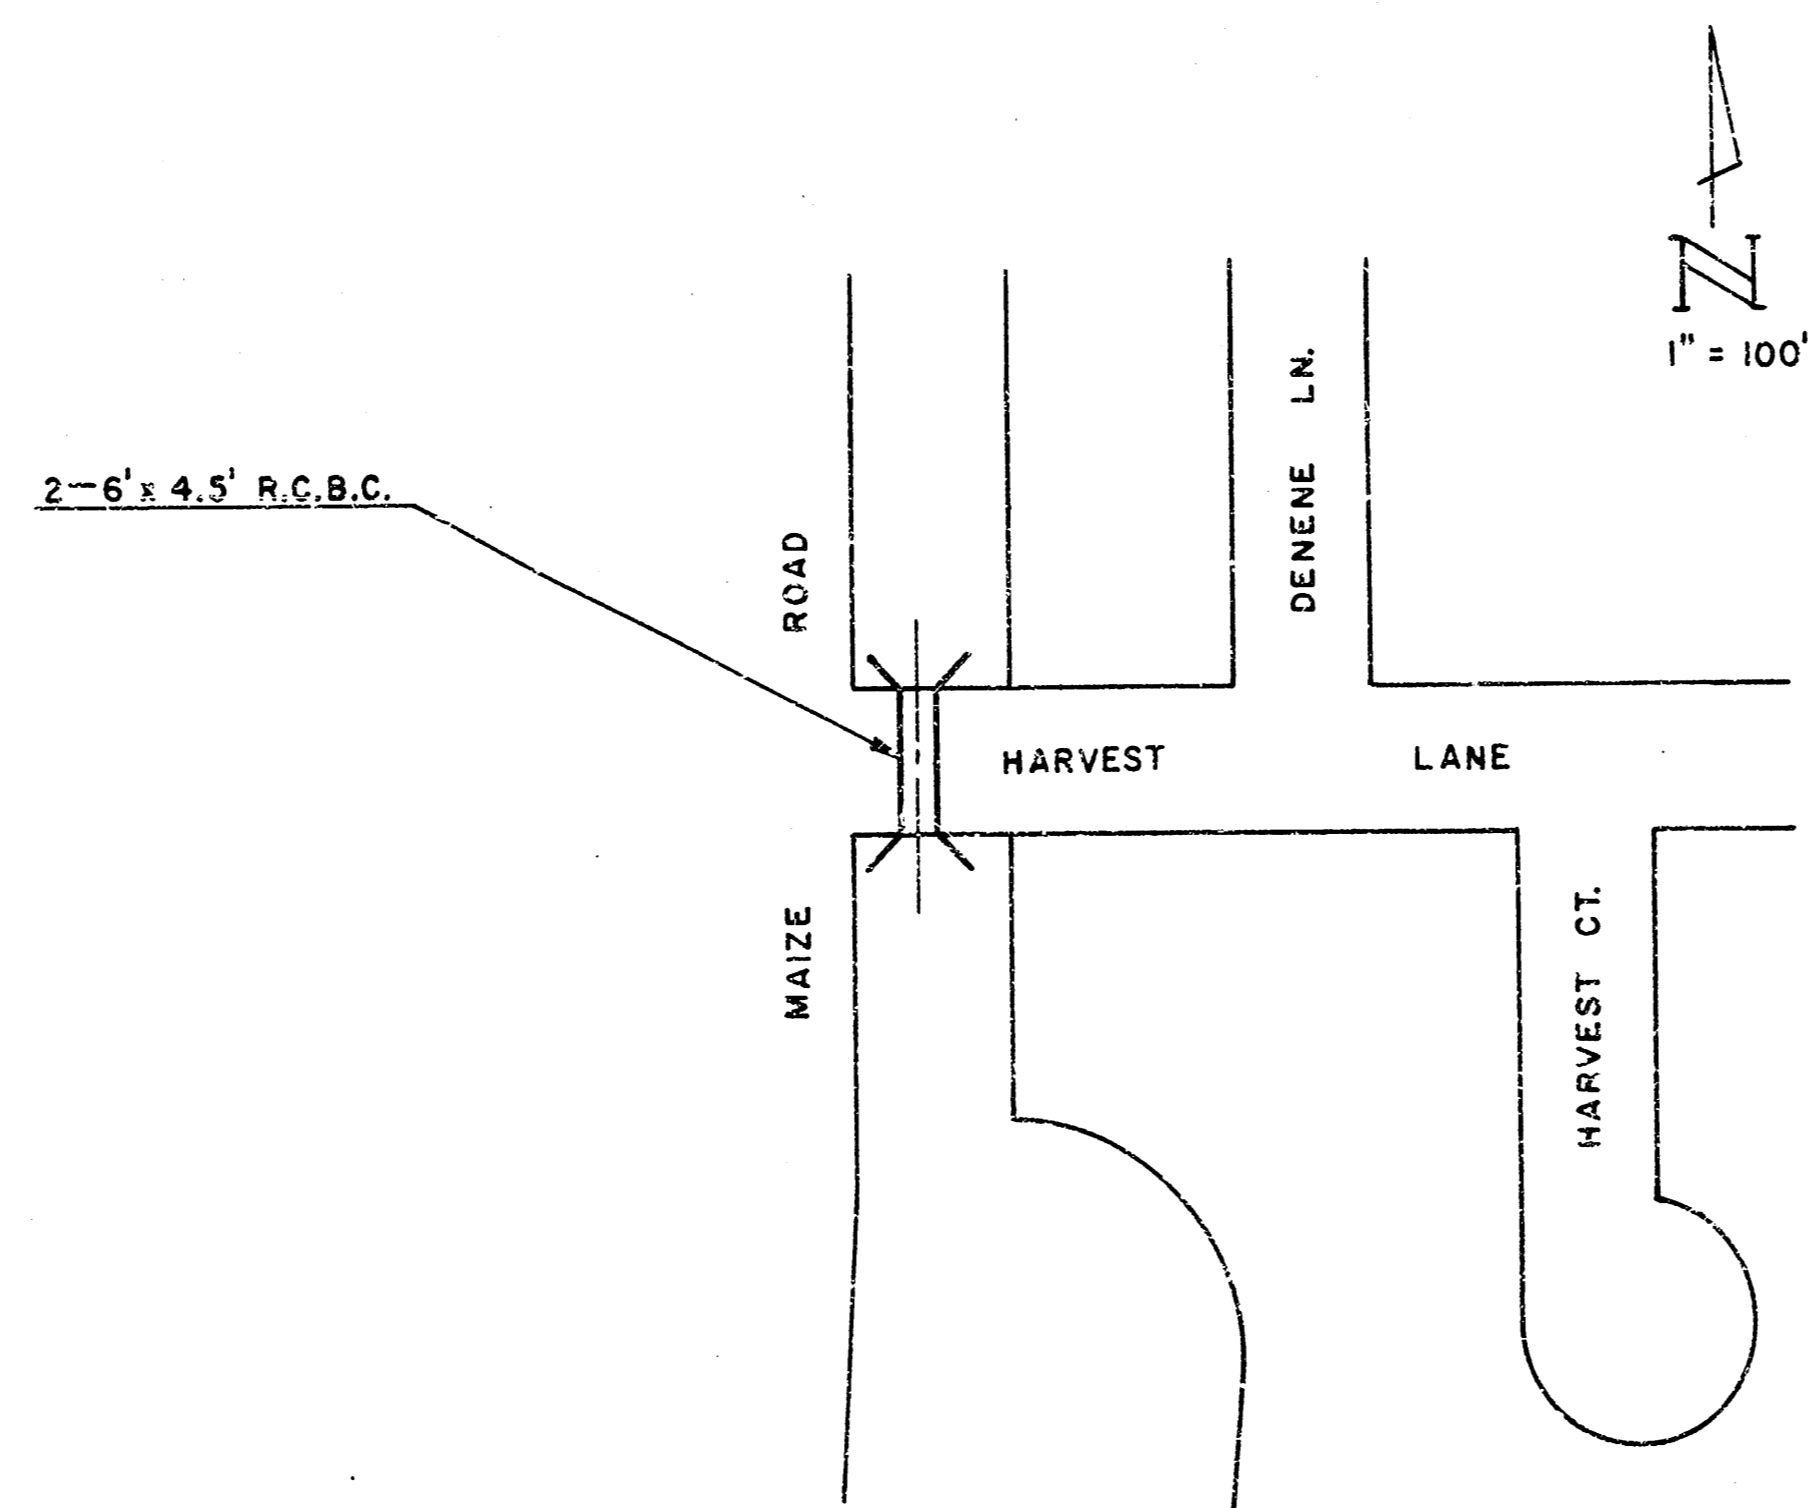 N
1" = 100'
DENENE LN.
2-6' x 4.5' R.C.B.C.
ROAD
HARVEST LANE
MAIZE
HARVEST CT.